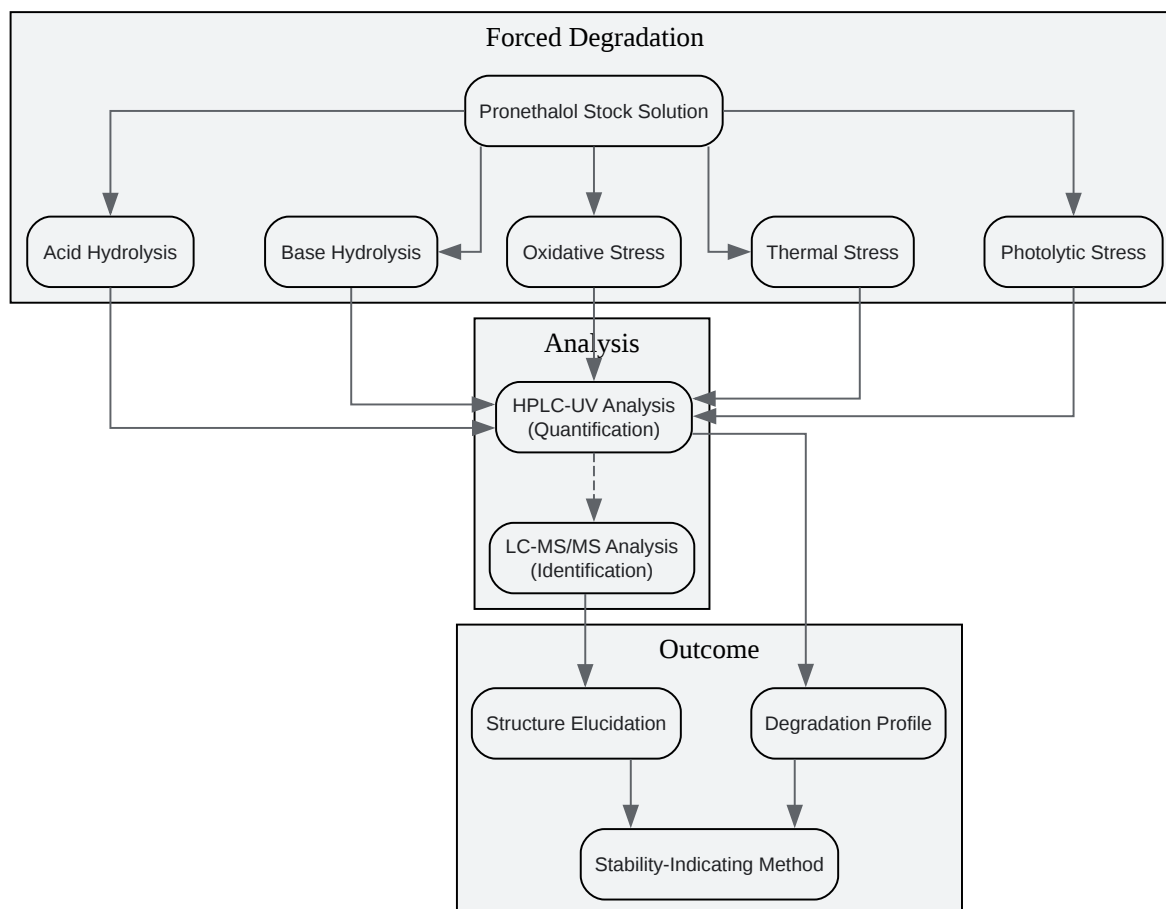 Forced Degradation
Pronethalol Stock Solution
Acid Hydrolysis
Base Hydrolysis
Oxidative Stress
Thermal Stress
Photolytic Stress
Analysis
HPLC-UV Analysis
(Quantification)
LC-MS/MS Analysis
(Identification)
Outcome
Structure Elucidation
Degradation Profile
Stability-Indicating Method